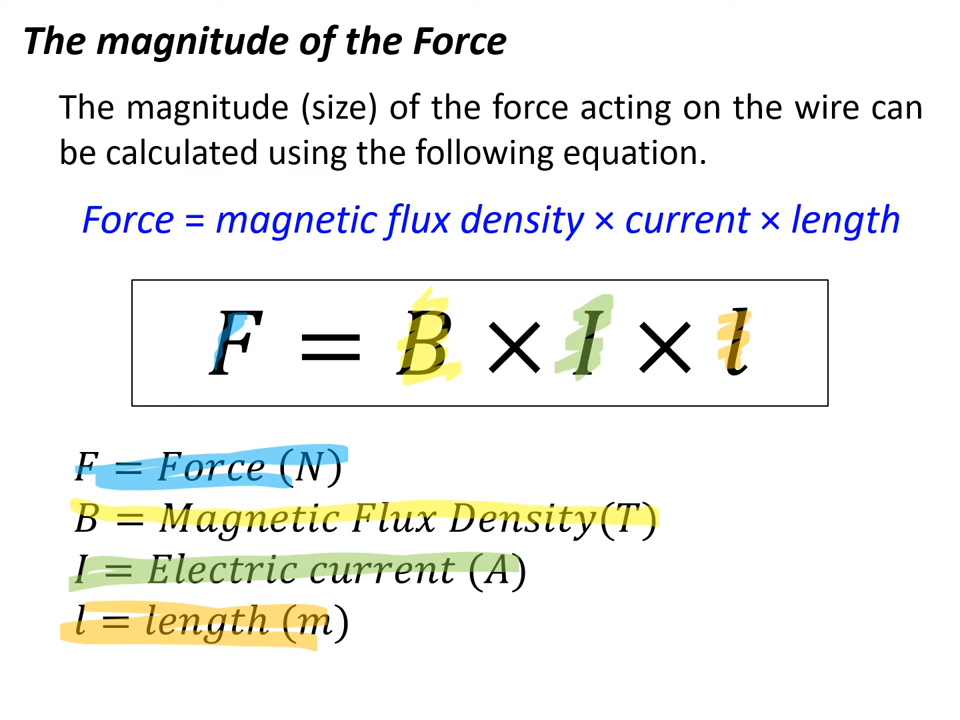 The magnitude of the Force
The magnitude (size) of the force acting on the wire can
be calculated using the following equation.
Force = magnetic flux density × current × length
F = B × I × l
F = Force (N)
B = Magnetic Flux Density(T)
I = Electric current (A)
l = length (m)